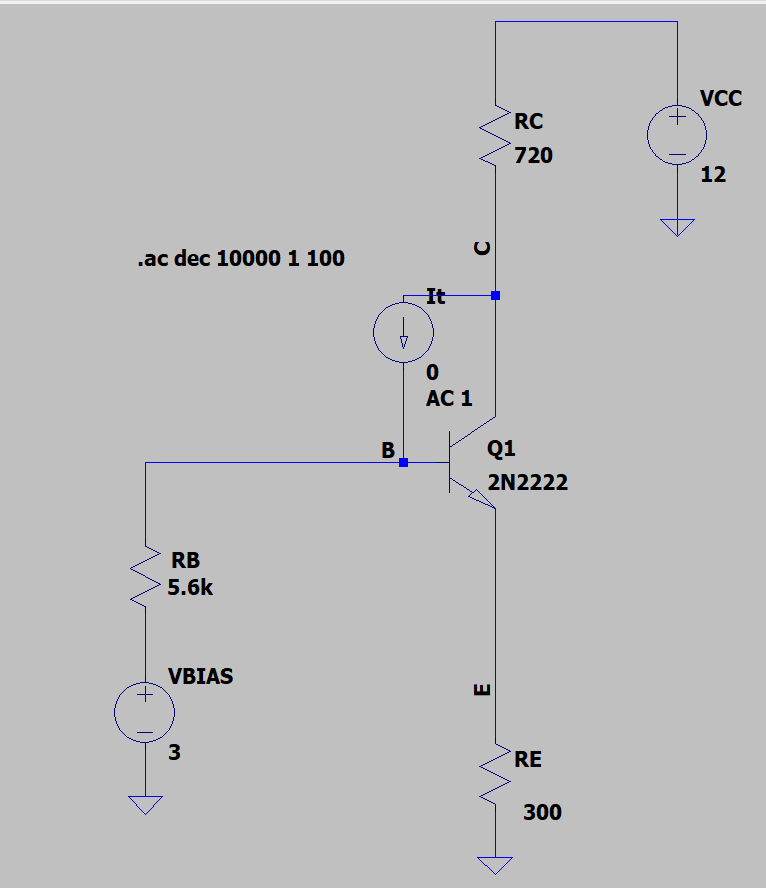 VCC
RC
720
12
C
.ac dec 10000 1 100
It
0
AC 1
B
Q1
2N2222
RB
5.6k
VBIAS
E
3
RE
300